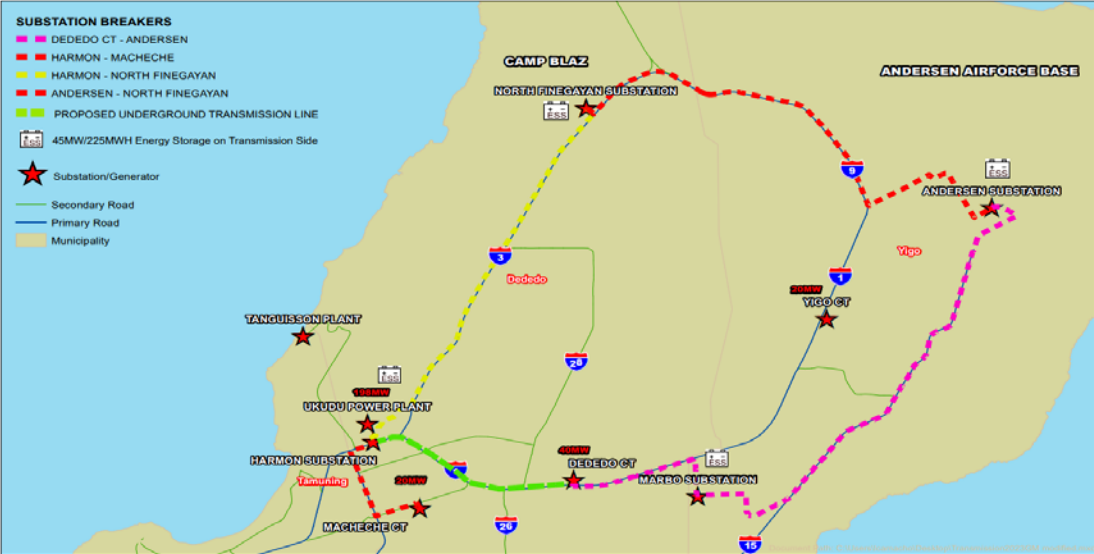 SUBSTATION BREAKERS
DEDEDO CT - ANDERSEN
HARMON - MACHECHE
HARMON - NORTH FINEGAYAN
ANDERSEN - NORTH FINEGAYAN
PROPOSED UNDERGROUND TRANSMISSION LINE
ESS
45MW/225MWH Energy Storage on Transmission Side
Substation/Generator
Secondary Road
Primary Road
Municipality
CAMP BLAZ
ANDERSEN AIRFORCE BASE
NORTH FINEGAYAN SUBSTATION
ESS
9
ESS
ANDERSEN SUBSTATION
3
Dededo
Yigo
1
YIGO CT
TANGUISSON PLANT
28
ESS
198MW
UKUDU POWER PLANT
HARMON SUBSTATION
40MW
DEDEDO CT
ESS
MARBO SUBSTATION
Tamuning
20MW
MACHECHE CT
26
15